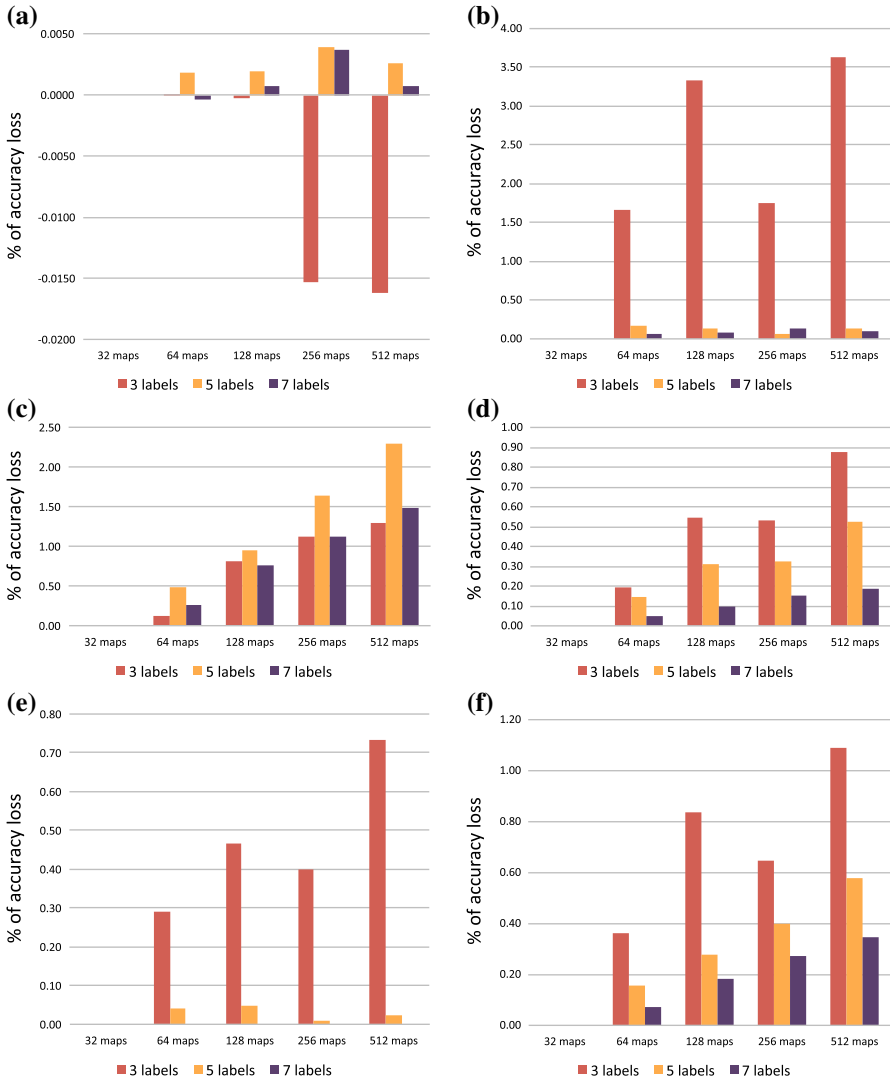 (a)
% of accuracy loss
0.0050
0.0000
-0.0050
-0.0100
-0.0150
-0.0200
32 maps 64 maps 128 maps 256 maps 512 maps
3 labels 5 labels 7 labels
(b)
% of accuracy loss
4.00
3.50
3.00
2.50
2.00
1.50
1.00
0.50
0.00
32 maps 64 maps 128 maps 256 maps 512 maps
3 labels 5 labels 7 labels
(c)
% of accuracy loss
2.50
2.00
1.50
1.00
0.50
0.00
32 maps 64 maps 128 maps 256 maps 512 maps
3 labels 5 labels 7 labels
(d)
% of accuracy loss
1.00
0.90
0.80
0.70
0.60
0.50
0.40
0.30
0.20
0.10
0.00
32 maps 64 maps 128 maps 256 maps 512 maps
3 labels 5 labels 7 labels
(e)
% of accuracy loss
0.80
0.70
0.60
0.50
0.40
0.30
0.20
0.10
0.00
32 maps 64 maps 128 maps 256 maps 512 maps
3 labels 5 labels 7 labels
(f)
% of accuracy loss
1.20
1.00
0.80
0.60
0.40
0.20
0.00
32 maps 64 maps 128 maps 256 maps 512 maps
3 labels 5 labels 7 labels